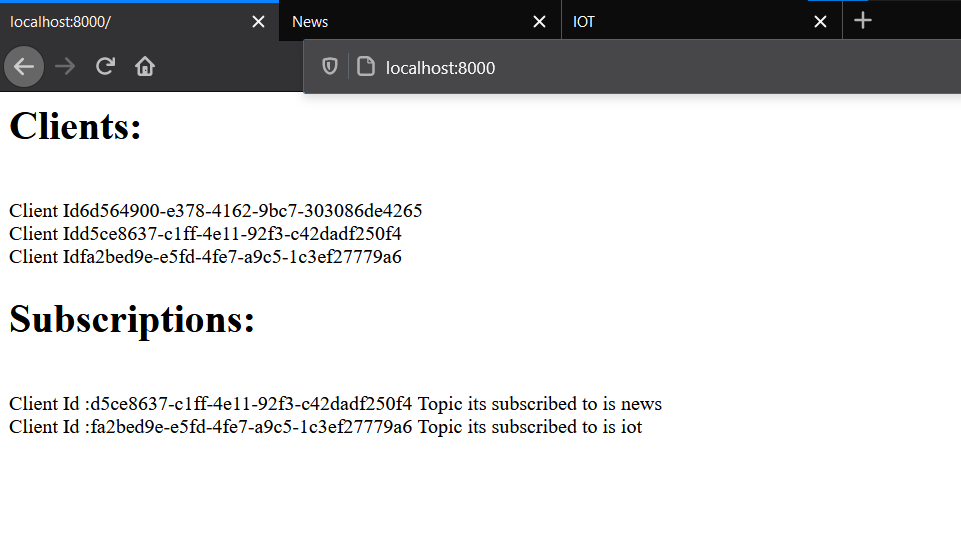 localhost:8000/
News
IOT
localhost:8000
Clients:
Client Id6d564900-e378-4162-9bc7-303086de4265
Client Idd5ce8637-c1ff-4e11-92f3-c42dadf250f4
Client Idfa2bed9e-e5fd-4fe7-a9c5-1c3ef27779a6
Subscriptions:
Client Id :d5ce8637-c1ff-4e11-92f3-c42dadf250f4 Topic its subscribed to is news
Client Id :fa2bed9e-e5fd-4fe7-a9c5-1c3ef27779a6 Topic its subscribed to is iot